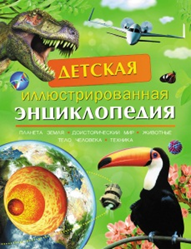 ДЕТСКАЯ
иллюстрированная
ЭНЦИКЛОПЕДИЯ
ПЛАНЕТА ЗЕМЛЯ • ДОИСТОРИЧЕСКИЙ МИР • ЖИВОТНЫЕ
ТЕЛО ЧЕЛОВЕКА • ТЕХНИКА